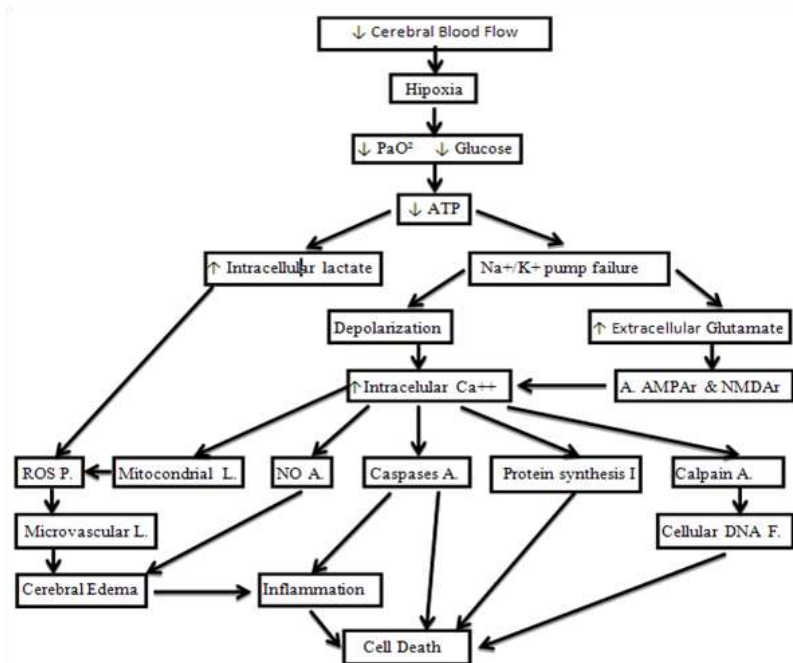 ↓ Cerebral Blood Flow
Hipoxia
↓ PaO² ↓ Glucose
↓ ATP
↑ Intracellular lactate
Na+/K+ pump failure
Depolarization
↑ Extracellular Glutamate
↑Intracelular Ca++
A. AMPAr & NMDAr
ROS P.
Mitocondrial L.
NO A.
Caspases A.
Protein synthesis I
Calpain A.
Microvascular L.
Cellular DNA F.
Cerebral Edema
Inflammation
Cell Death